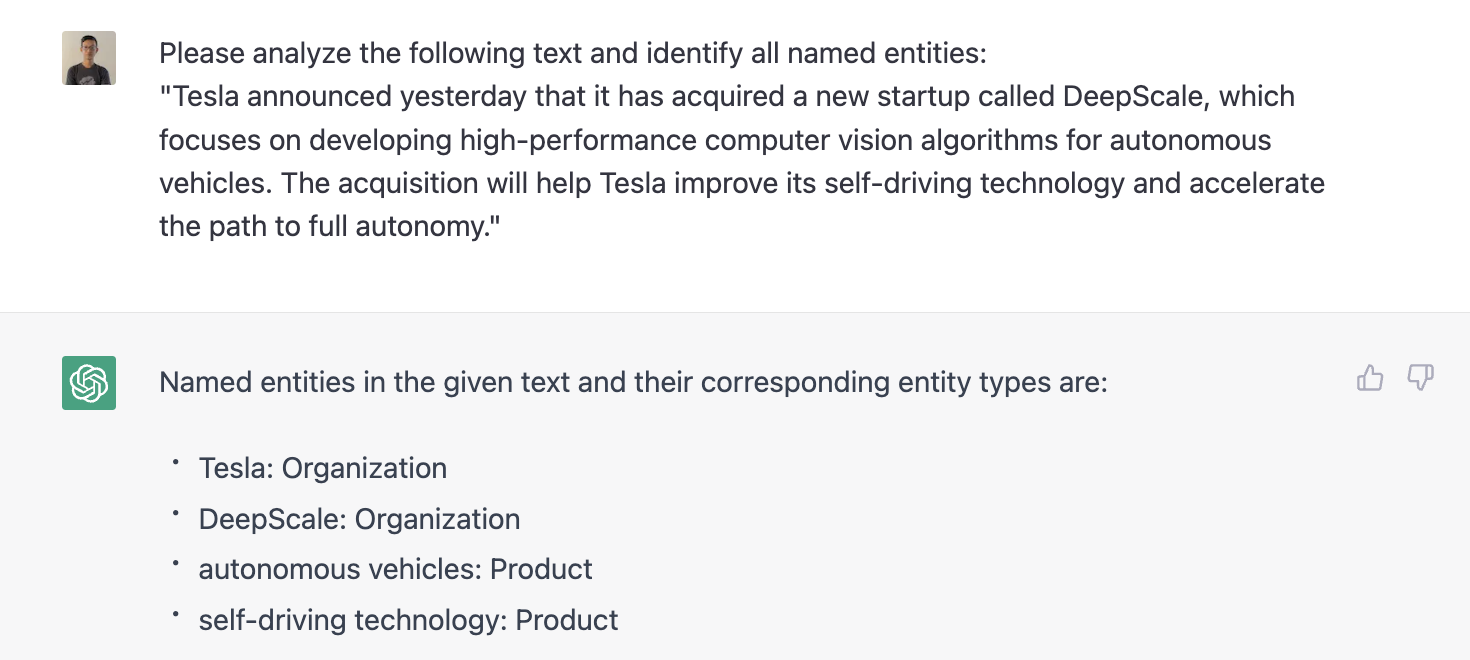 Please analyze the following text and identify all named entities:
"Tesla announced yesterday that it has acquired a new startup called DeepScale, which
focuses on developing high-performance computer vision algorithms for autonomous
vehicles. The acquisition will help Tesla improve its self-driving technology and accelerate
the path to full autonomy."
Named entities in the given text and their corresponding entity types are:
• Tesla: Organization
• DeepScale: Organization
• autonomous vehicles: Product
• self-driving technology: Product